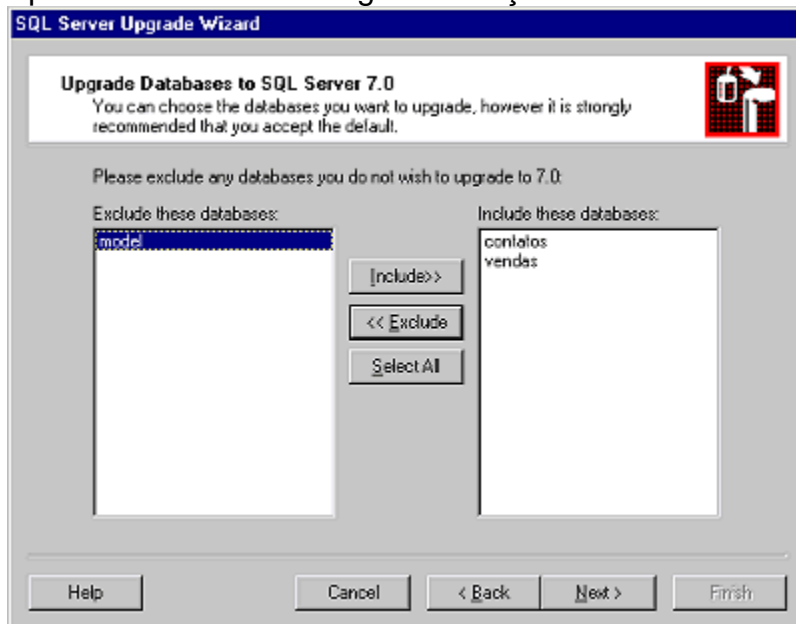 SQL Server Upgrade Wizard
Upgrade Databases to SQL Server 7.0
You can choose the databases you want to upgrade, however it is strongly
recommended that you accept the default.
Please exclude any databases you do not wish to upgrade to 7.0:
Exclude these databases:
Include these databases:
model
contatos
vendas
Include>>
<< Exclude
Select All
Help
Cancel
< Back
Next >
Finish